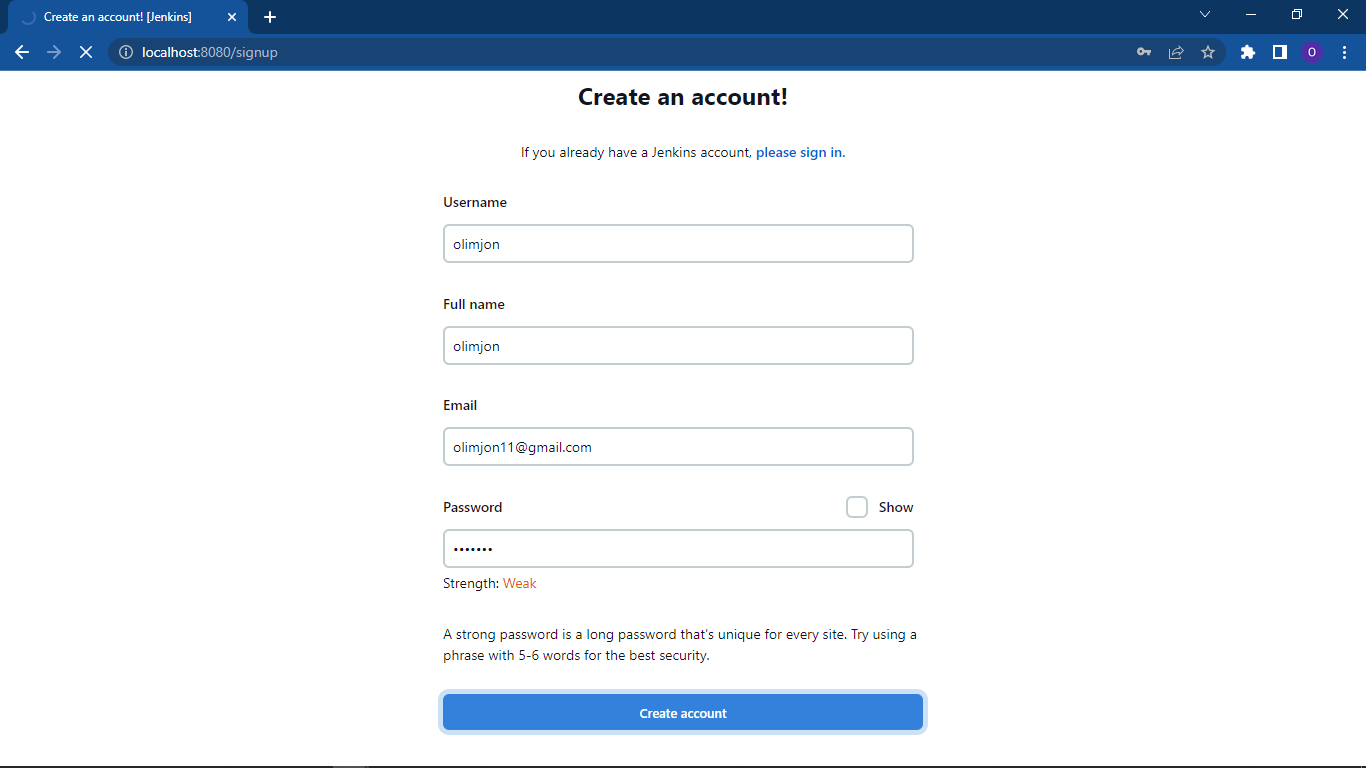 Create an account! [Jenkins]
localhost:8080/signup
O
Create an account!
If you already have a Jenkins account, please sign in.
Username
olimjon
Full name
olimjon
Email
olimjon11@gmail.com
Password
Show
•••••••
Strength: Weak
A strong password is a long password that's unique for every site. Try using a
phrase with 5-6 words for the best security.
Create account